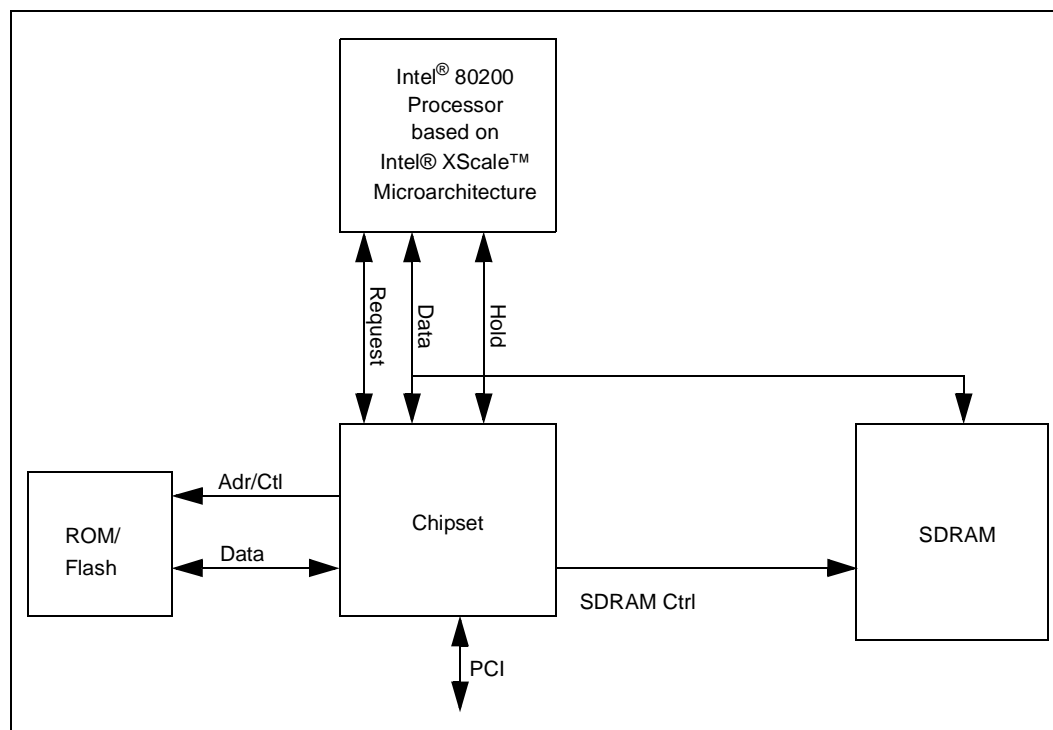 Intel® 80200
Processor
based on
Intel® XScale™
Microarchitecture
Request
Data
Hold
Adr/Ctl
Chipset
ROM/
Flash
Data
SDRAM
SDRAM Ctrl
PCI